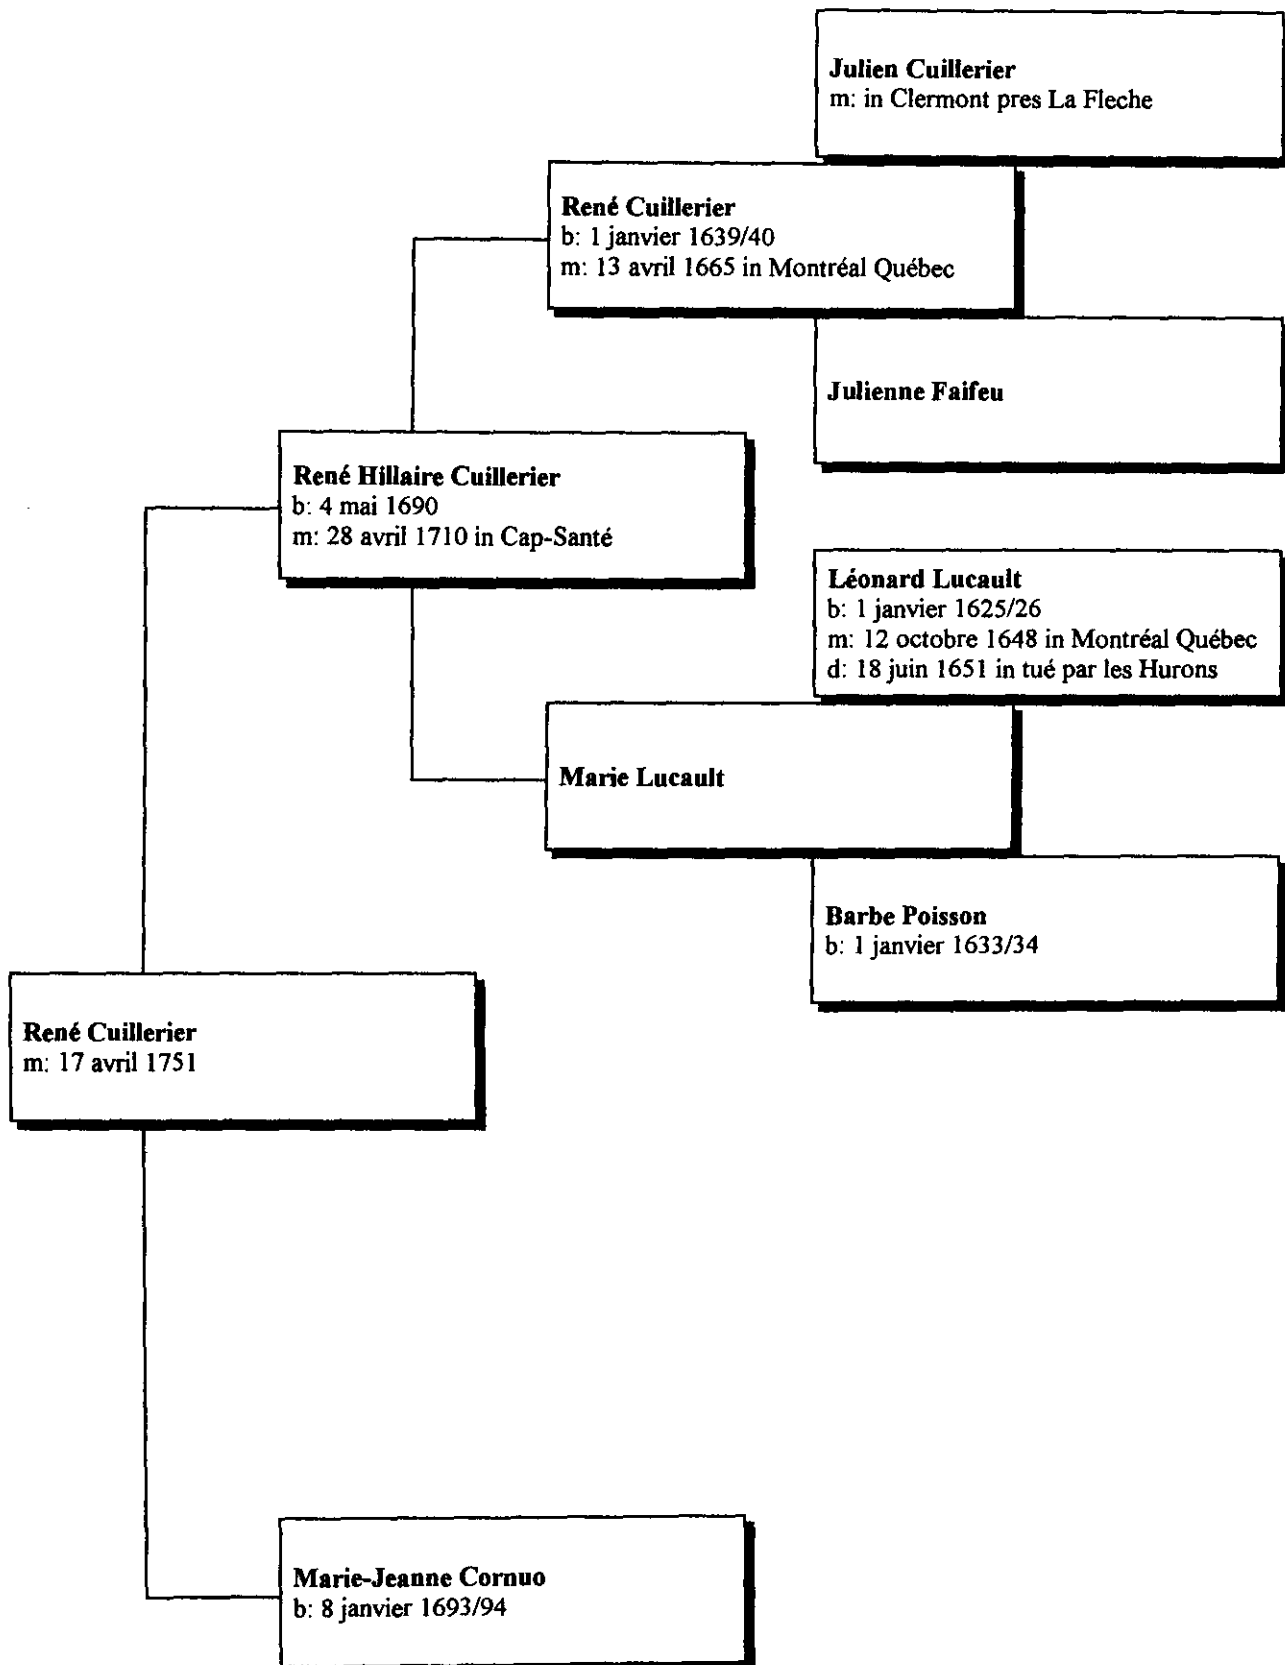 Julien Cuillerier
m: in Clermont pres La Fleche
René Cuillerier
b: 1 janvier 1639/40
m: 13 avril 1665 in Montréal Québec
Julienne Faifeu
René Hillaire Cuillerier
b: 4 mai 1690
m: 28 avril 1710 in Cap-Santé
Léonard Lucault
b: 1 janvier 1625/26
m: 12 octobre 1648 in Montréal Québec
d: 18 juin 1651 in tué par les Hurons
Marie Lucault
Barbe Poisson
b: 1 janvier 1633/34
René Cuillerier
m: 17 avril 1751
Marie-Jeanne Cornuo
b: 8 janvier 1693/94